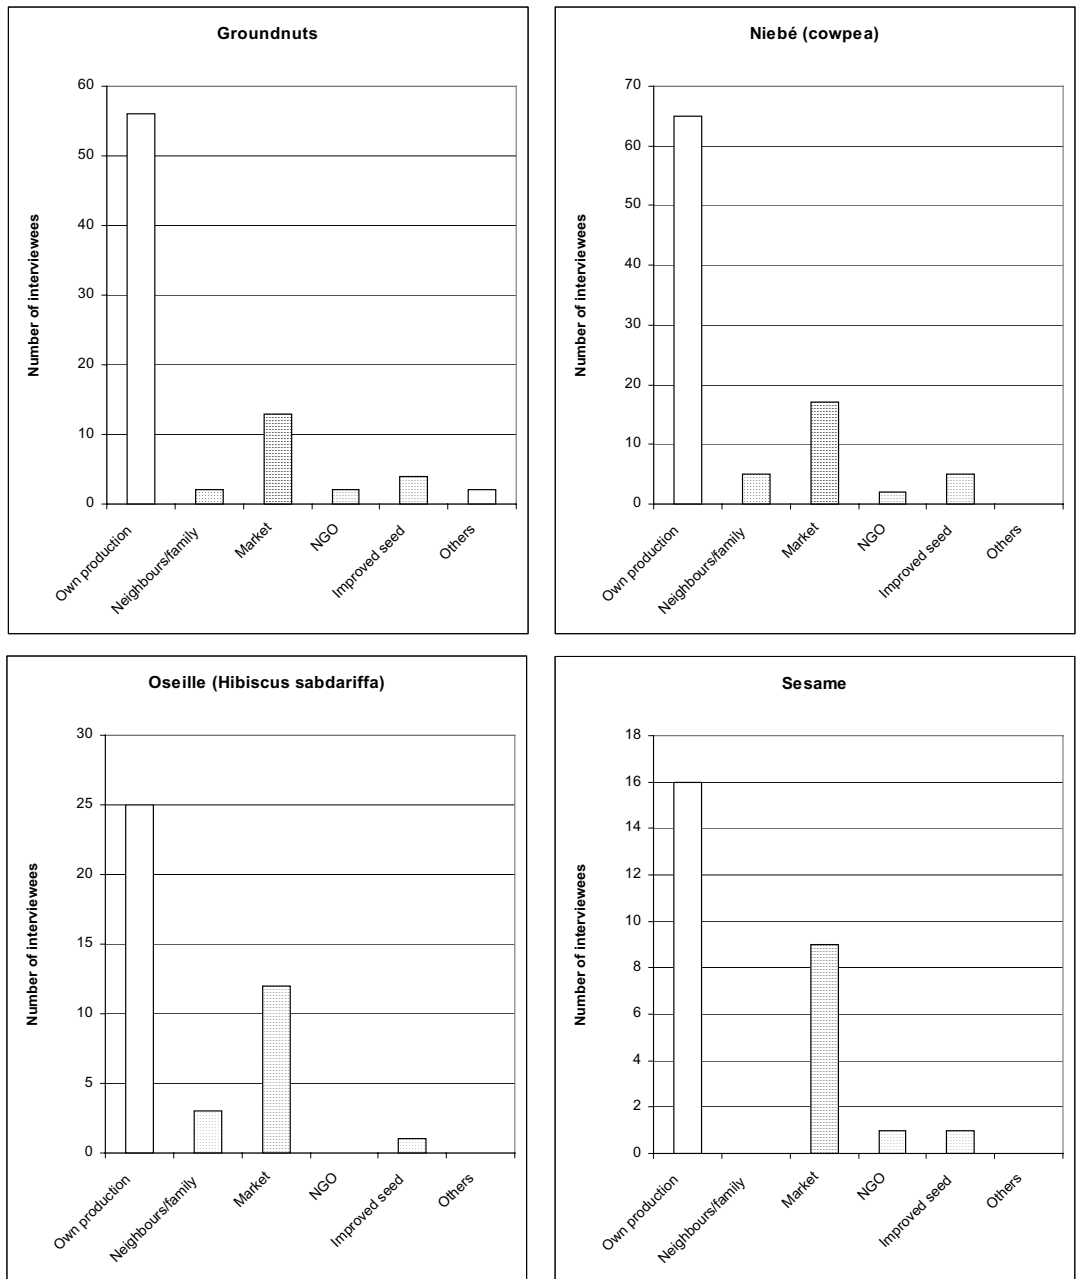 Groundnuts
60
50
40
30
20
10
0
Number of interviewees
Own production
Neighbours/family
Market
NGO
Improved seed
Others
Niebé (cowpea)
70
60
50
40
30
20
10
0
Number of interviewees
Own production
Neighbours/family
Market
NGO
Improved seed
Others
Oseille (Hibiscus sabdariffa)
30
25
20
15
10
5
0
Number of interviewees
Own production
Neighbours/family
Market
NGO
Improved seed
Others
Sesame
18
16
14
12
10
8
6
4
2
0
Number of interviewees
Own production
Neighbours/family
Market
NGO
Improved seed
Others